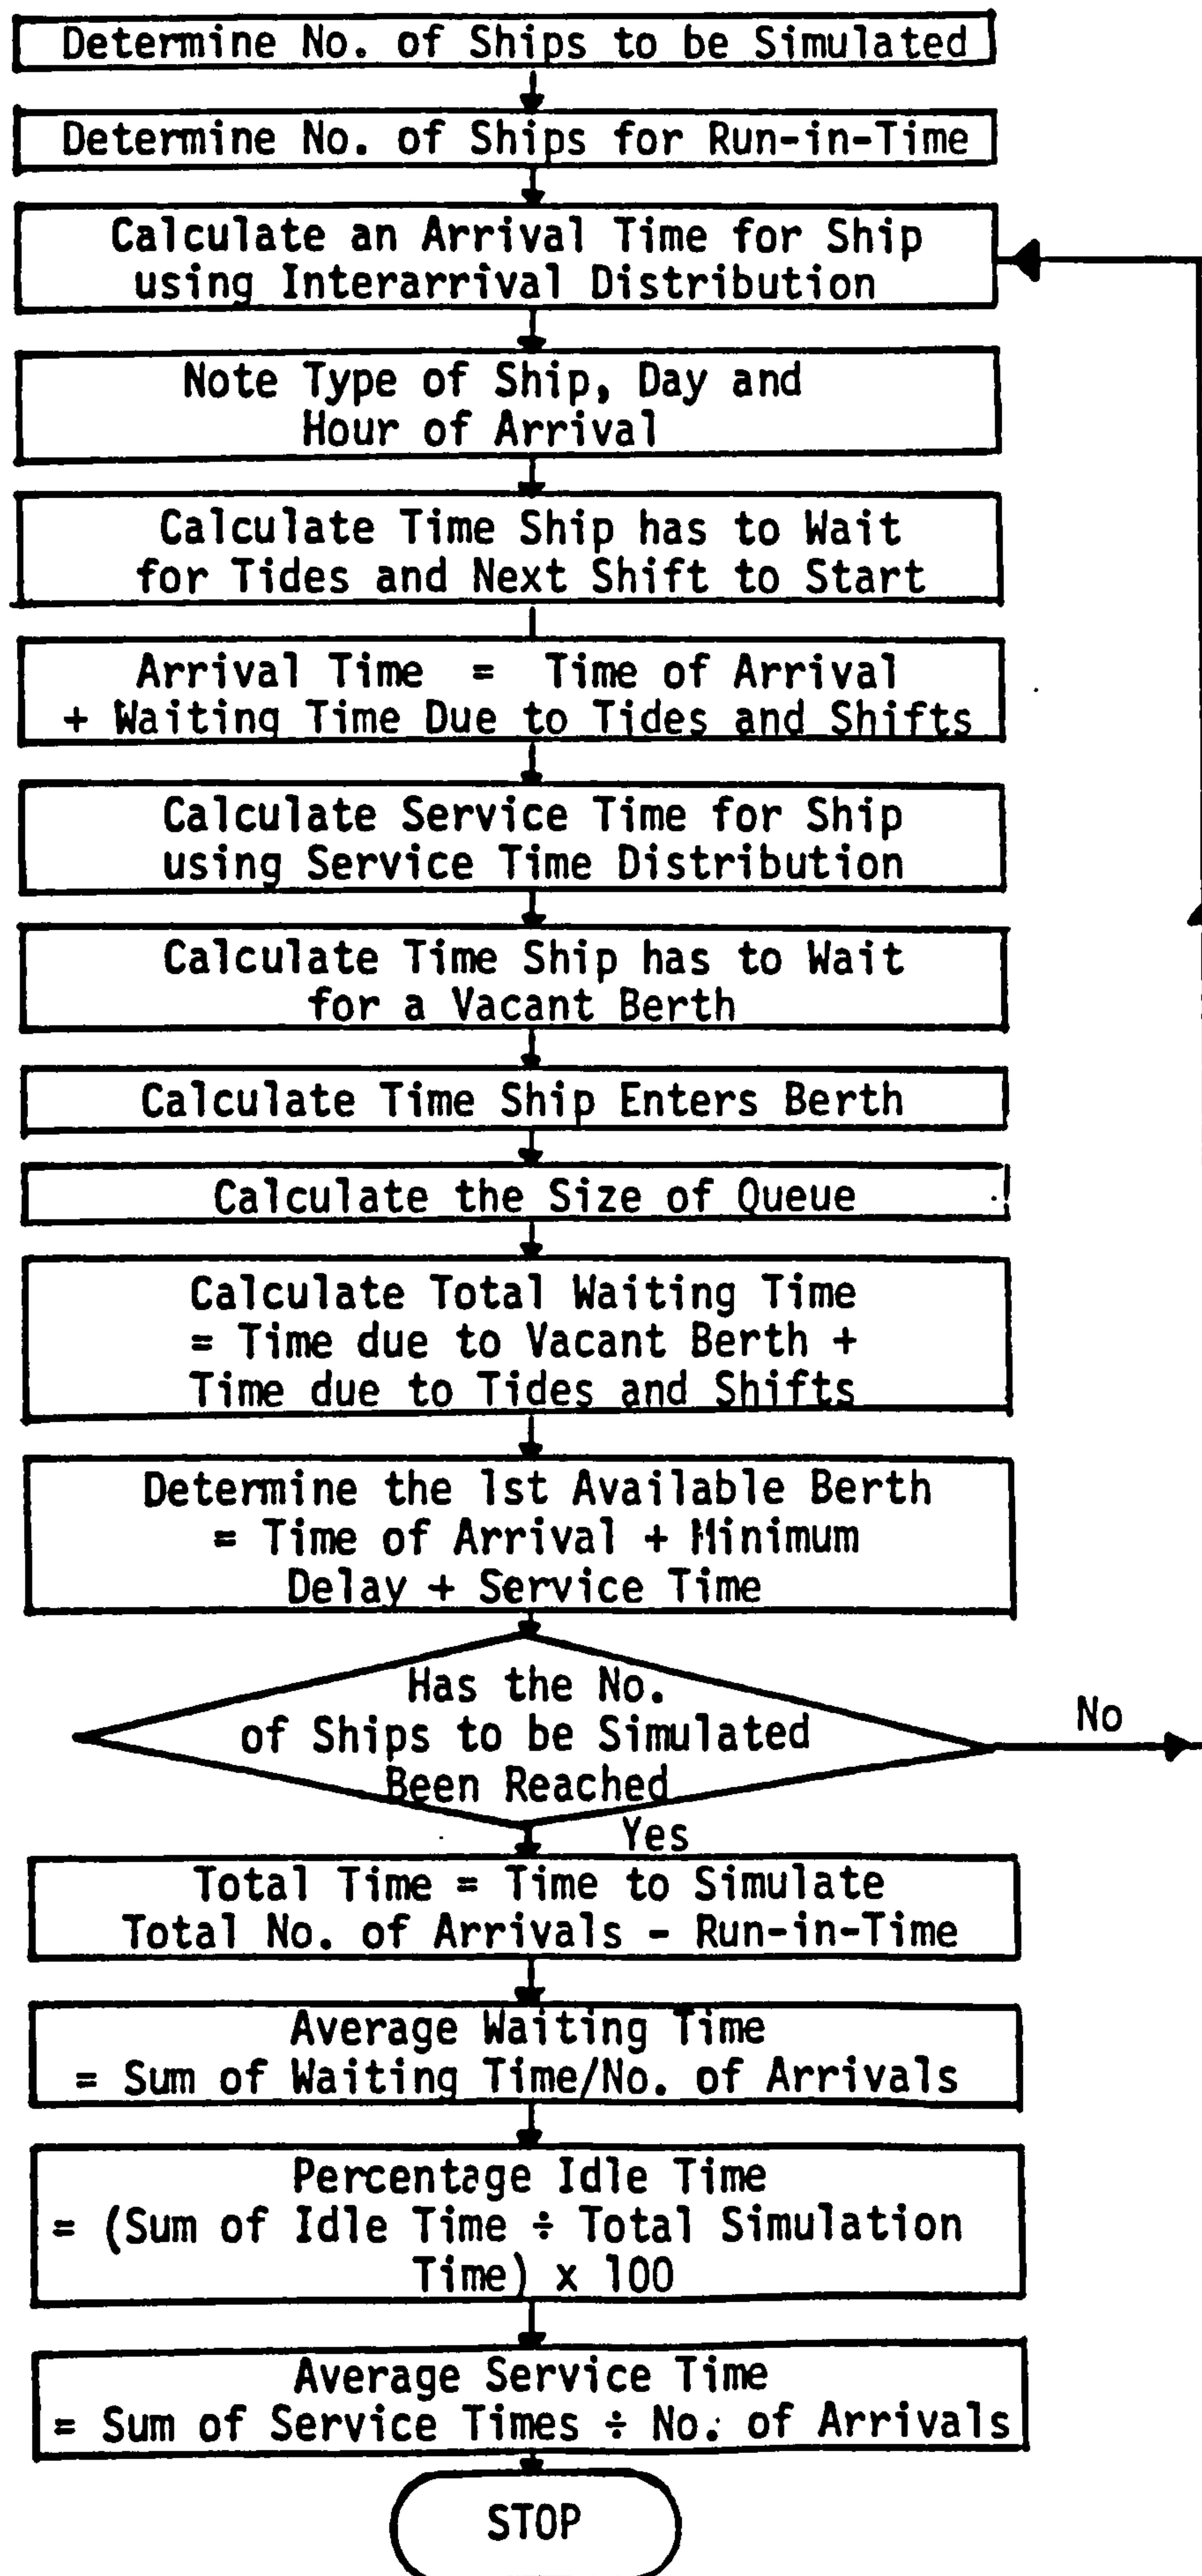 Determine No. of Ships to be Simulated
Determine No. of Ships for Run-in-Time
Calculate an Arrival Time for Ship
using Interarrival Distribution
Note Type of Ship, Day and
Hour of Arrival
Calculate Time Ship has to Wait
for Tides and Next Shift to Start
Arrival Time = Time of Arrival
+ Waiting Time Due to Tides and Shifts
Calculate Service Time for Ship
using Service Time Distribution
Calculate Time Ship has to Wait
for a Vacant Berth
Calculate Time Ship Enters Berth
Calculate the Size of Queue
Calculate Total Waiting Time
= Time due to Vacant Berth +
Time due to Tides and Shifts
Determine the 1st Available Berth
= Time of Arrival + Minimum
Delay + Service Time
Has the No.
of Ships to be Simulated
Been Reached
No
Yes
Total Time = Time to Simulate
Total No. of Arrivals - Run-in-Time
Average Waiting Time
= Sum of Waiting Time/No. of Arrivals
Percentage Idle Time
= (Sum of Idle Time ÷ Total Simulation
Time) x 100
Average Service Time
= Sum of Service Times ÷ No. of Arrivals
STOP